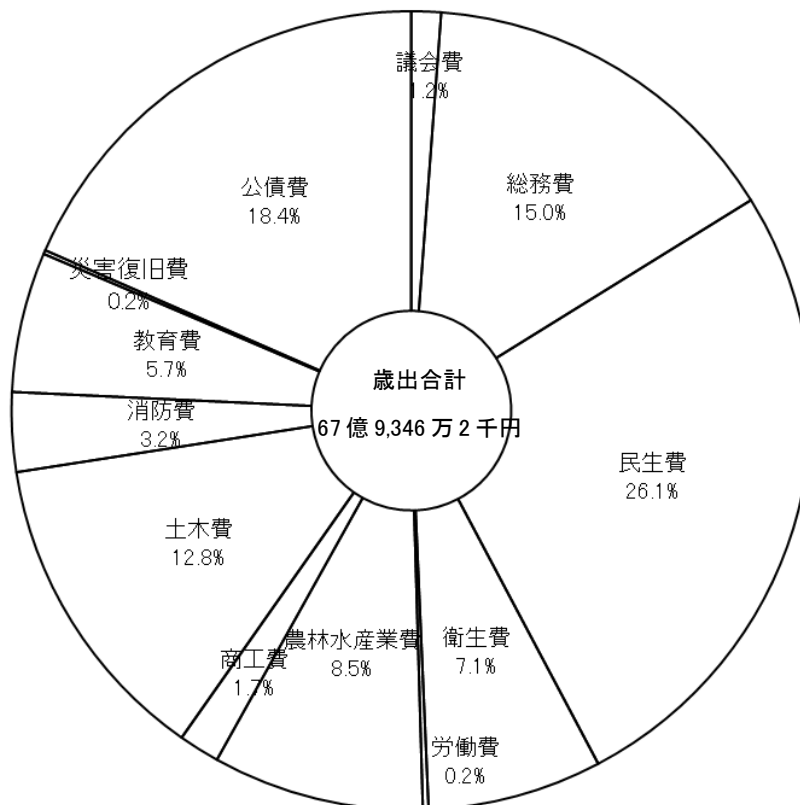 議会費
1.2%
総務費
15.0%
民生費
26.1%
衛生費
7.1%
労働費
0.2%
農林水産業費
8.5%
商工費
1.7%
土木費
12.8%
消防費
3.2%
教育費
5.7%
災害復旧費
0.2%
公債費
18.4%
歳出合計
67億9,346万2千円